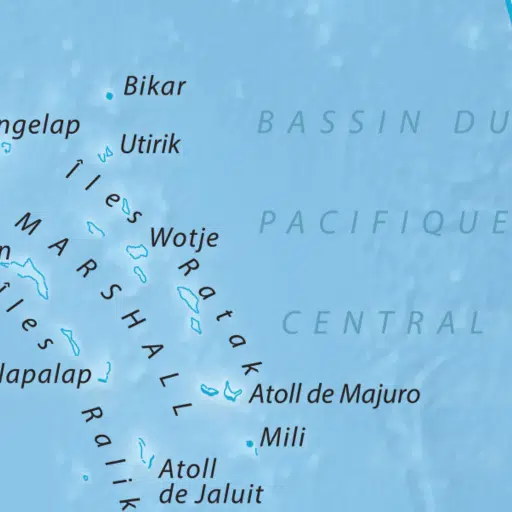 Bikar
BASSIN DU
ngelap
Utirik
Îles Ratak
PACIFIQUE
MARSHALL
Wotje
n
Îles Ralik
CENTRAL
lapalap
Atoll de Majuro
Mili
Atoll
de Jaluit